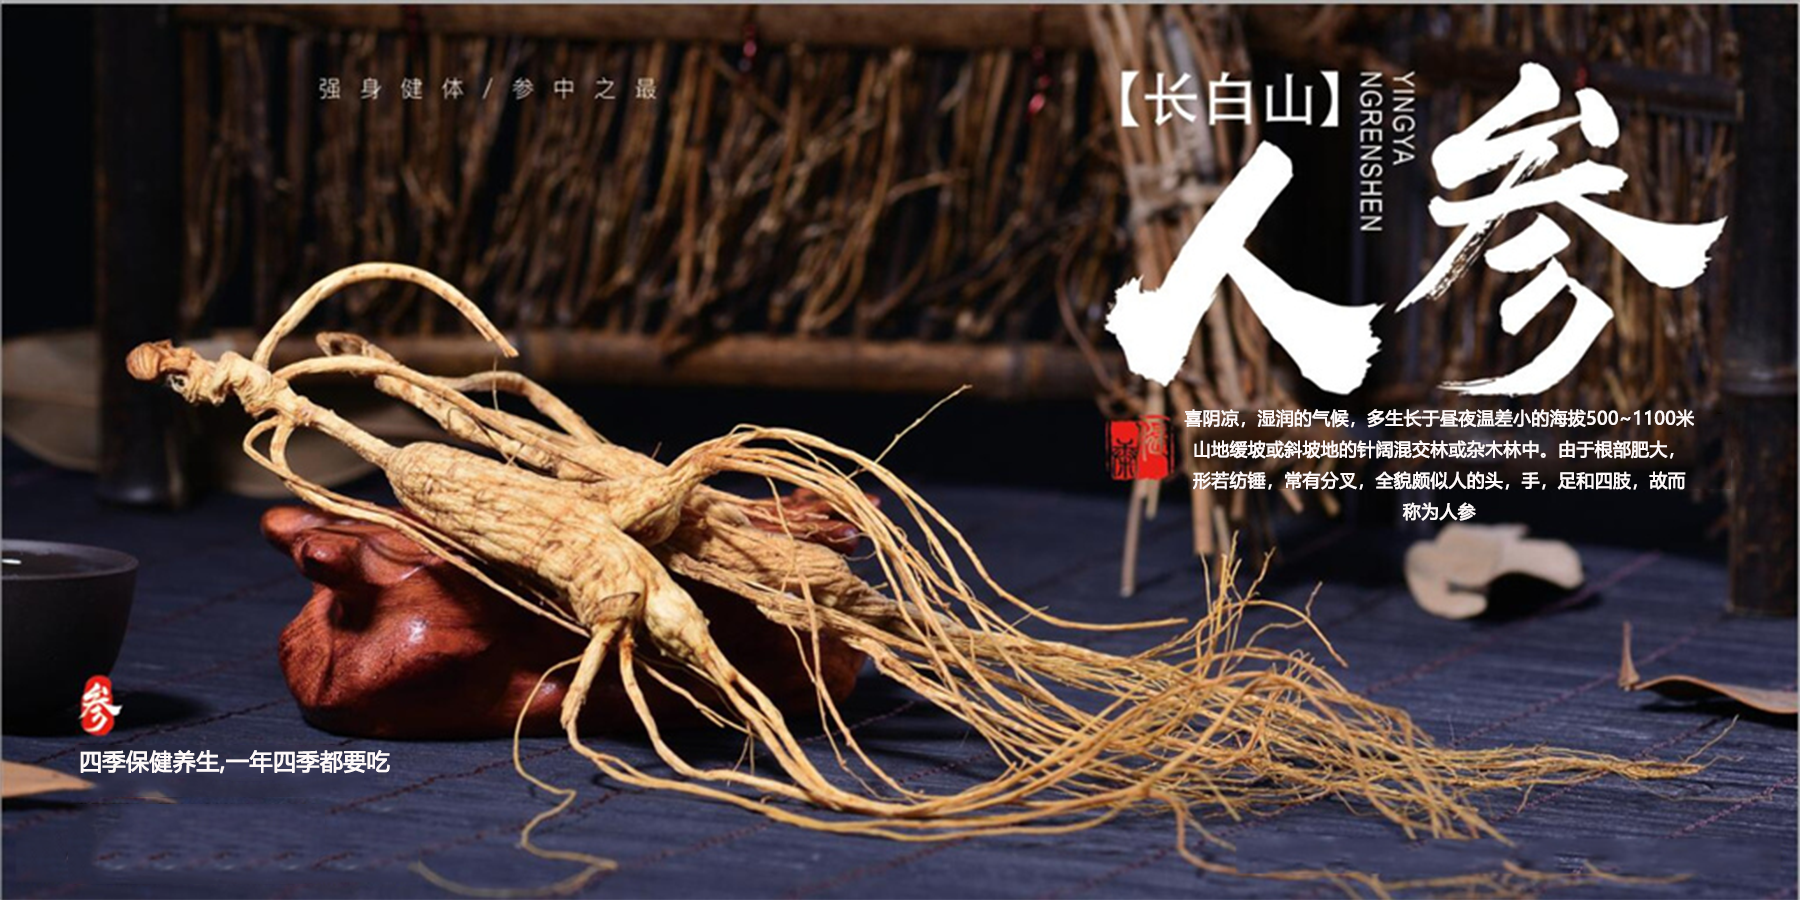 强身健体/参中之最
【长白山】
YINGYA
NGRENSHEN
人参
喜阴凉，湿润的气候，多生长于昼夜温差小的海拔500~1100米
山地缓坡或斜坡地的针阔混交林或杂木林中。由于根部肥大，
形若纺锤，常有分叉，全貌颇似人的头，手，足和四肢，故而
称为人参
参
四季保健养生,一年四季都要吃